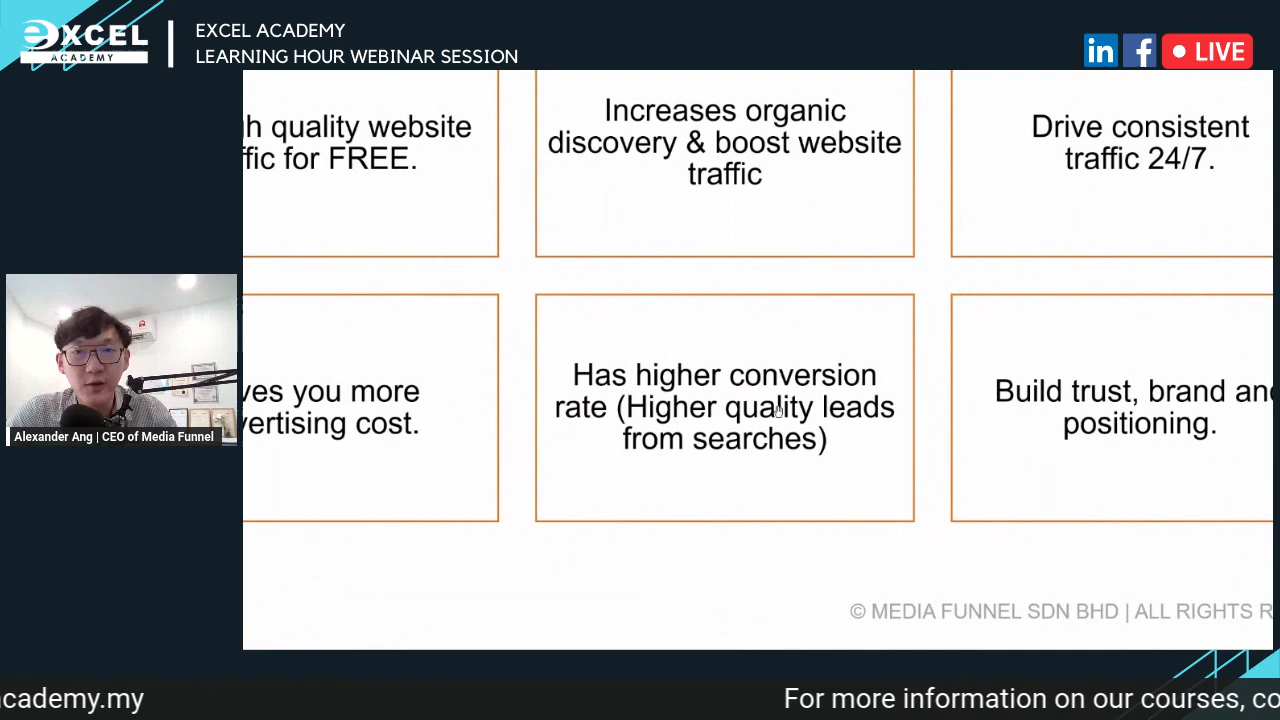 eXCEL
ACADEMY
EXCEL ACADEMY
LEARNING HOUR WEBINAR SESSION
in
f
LIVE
h quality website
ffic for FREE.
Increases organic
discovery & boost website
traffic
Drive consistent
traffic 24/7.
ves you more
vertising cost.
Has higher conversion
rate (Higher quality leads
from searches)
Build trust, brand and
positioning.
© MEDIA FUNNEL SDN BHD | ALL RIGHTS R
Alexander Ang | CEO of Media Funnel
academy.my
For more information on our courses, co